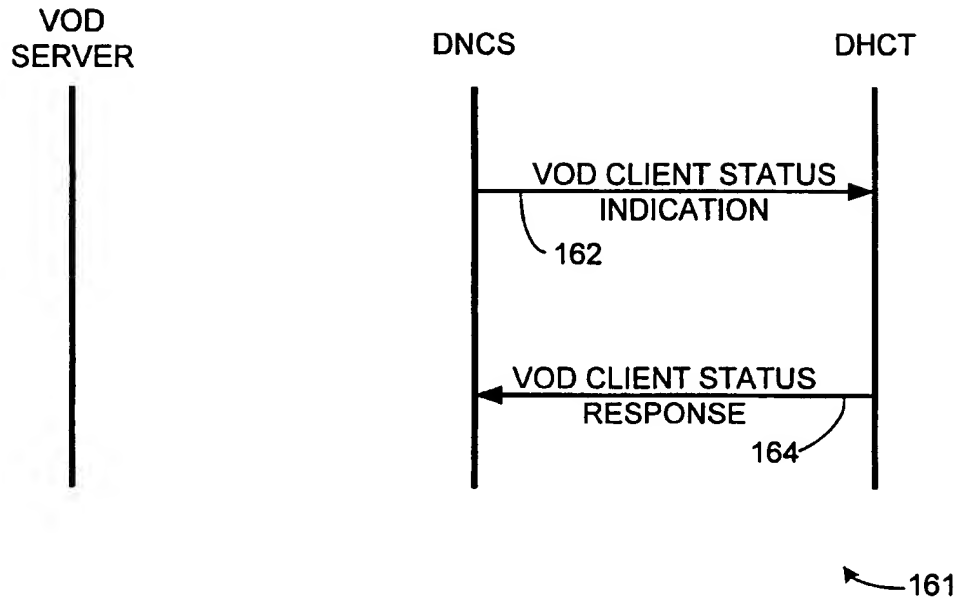 VOD
SERVER
DNCS
DHCT
VOD CLIENT STATUS
INDICATION
162
VOD CLIENT STATUS
RESPONSE
164
161